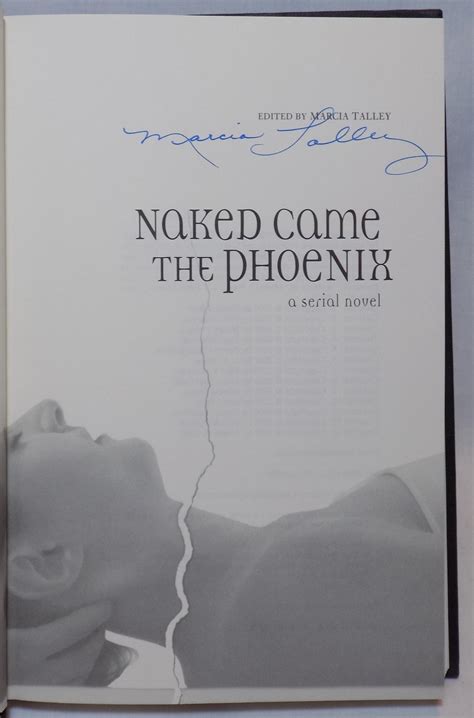 EDITED BY MARCIA TALLEY
Marcia Talley
NAKED CAME
THE PHOENIX
a serial novel